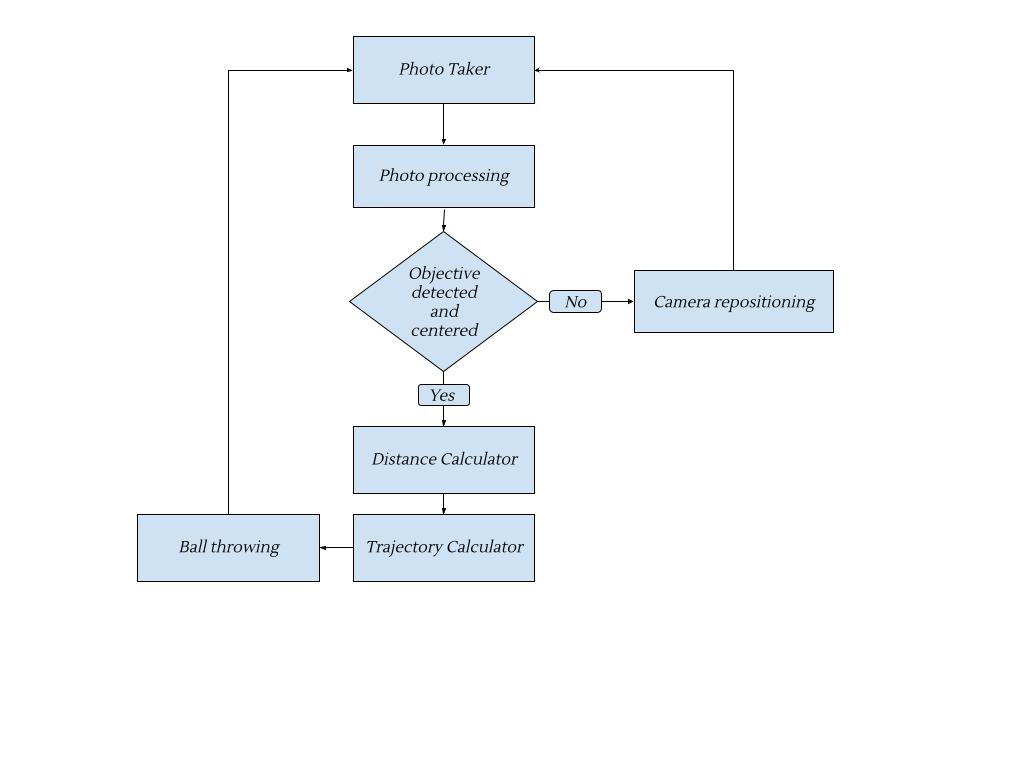 Photo Taker
Photo processing
Objective
detected
and
centered
No
Camera repositioning
Yes
Distance Calculator
Ball throwing
Trajectory Calculator